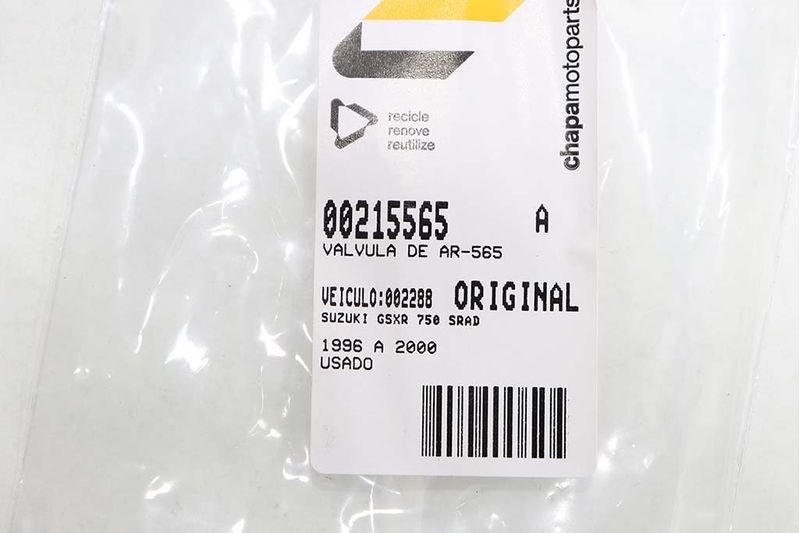 chapamotoparts
recicle
renove
reutilize
00215565 A
VALVULA DE AR-565
VEICULO:002288 ORIGINAL
SUZUKI GSXR 750 SRAD
1996 A 2000
USADO